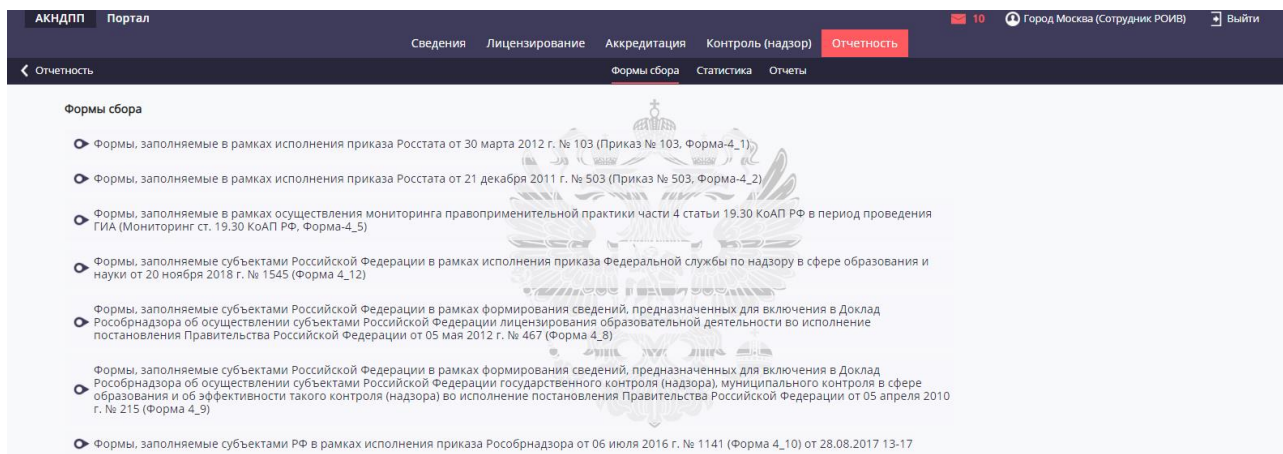 АКНДПП Портал 10 Город Москва (Сотрудник РОИВ) Выйти
Сведения Лицензирование Аккредитация Контроль (надзор) Отчетность
Отчетность Формы сбора Статистика Отчеты
Формы сбора
Формы, заполняемые в рамках исполнения приказа Росстата от 30 марта 2012 г. № 103 (Приказ № 103, Форма-4_1)
Формы, заполняемые в рамках исполнения приказа Росстата от 21 декабря 2011 г. № 503 (Приказ № 503, Форма-4_2)
Формы, заполняемые в рамках осуществления мониторинга правоприменительной практики части 4 статьи 19.30 КоАП РФ в период проведения
ГИА (Мониторинг ст. 19.30 КоАП РФ, Форма-4_5)
Формы, заполняемые субъектами Российской Федерации в рамках исполнения приказа Федеральной службы по надзору в сфере образования и
науки от 20 ноября 2018 г. № 1545 (Форма 4_12)
Формы, заполняемые субъектами Российской Федерации в рамках формирования сведений, предназначенных для включения в Доклад
Рособрнадзора об осуществлении субъектами Российской Федерации лицензирования образовательной деятельности во исполнение
постановления Правительства Российской Федерации от 05 мая 2012 г. № 467 (Форма 4_8)
Формы, заполняемые субъектами Российской Федерации в рамках формирования сведений, предназначенных для включения в Доклад
Рособрнадзора об осуществлении субъектами Российской Федерации государственного контроля (надзора), муниципального контроля в сфере
образования и об эффективности такого контроля (надзора) во исполнение постановления Правительства Российской Федерации от 05 апреля 2010
г. № 215 (Форма 4_9)
Формы, заполняемые субъектами РФ в рамках исполнения приказа Рособрнадзора от 06 июля 2016 г. № 1141 (Форма 4_10) от 28.08.2017 13-17